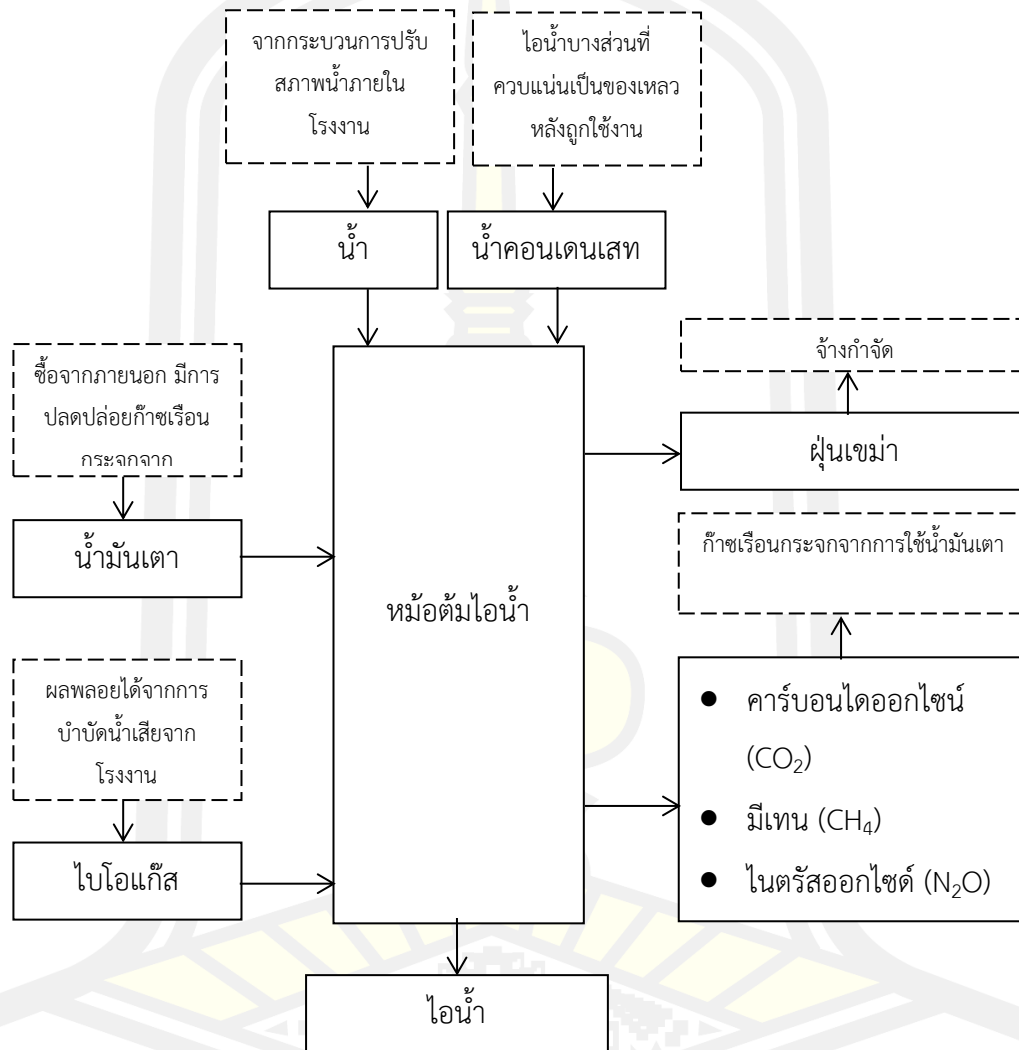 จากกระบวนการปรับ
สภาพน้ำภายใน
โรงงาน
ไอน้ำบางส่วนที่
ควบแน่นเป็นของเหลว
หลังถูกใช้งาน
น้ำ
น้ำคอนเดนเสท
ซื้อจากภายนอก มีการ
ปลดปล่อยก๊าซเรือน
กระจกจาก
น้ำมันเตา
ผลพลอยได้จากการ
บำบัดน้ำเสียจาก
โรงงาน
ไบโอแก๊ส
หม้อต้มไอน้ำ
จ้างกำจัด
ฝุ่นเขม่า
ก๊าซเรือนกระจกจากการใช้น้ำมันเตา
● คาร์บอนไดออกไซน์
(CO₂)
● มีเทน (CH₄)
● ไนตรัสออกไซด์ (N₂O)
ไอน้ำ